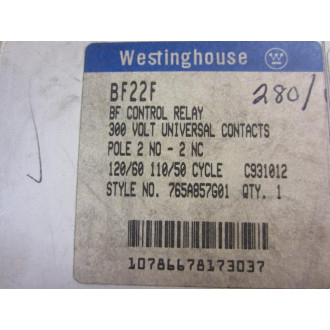 Westinghouse
BF22F
280/
BF CONTROL RELAY
300 VOLT UNIVERSAL CONTACTS
POLE 2 NO - 2 NC
120/60 110/50 CYCLE C931012
STYLE NO. 765A857G01 QTY. 1
10786678173037